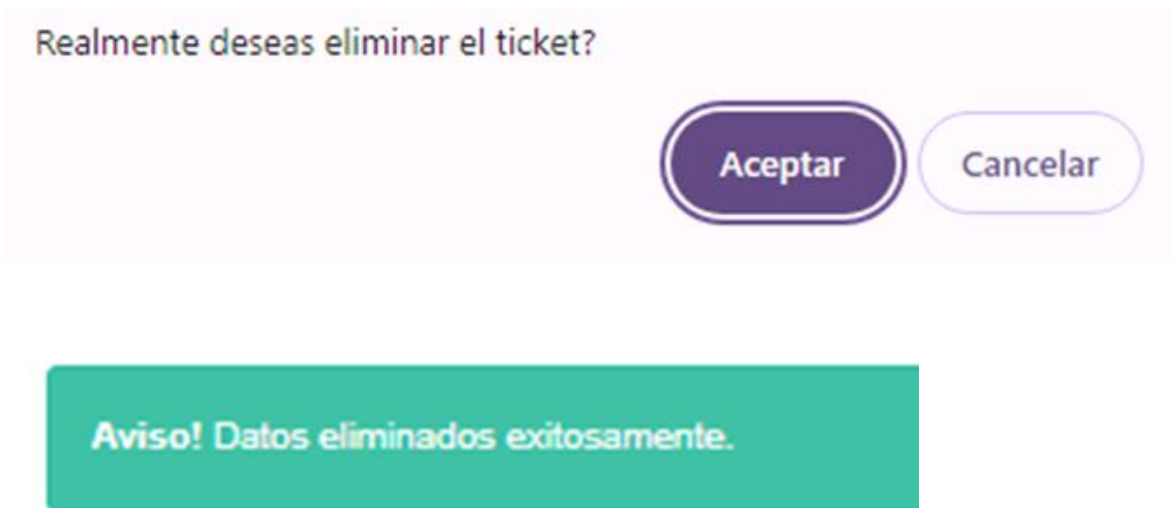 Realmente deseas eliminar el ticket?
Aceptar Cancelar
Aviso! Datos eliminados exitosamente.